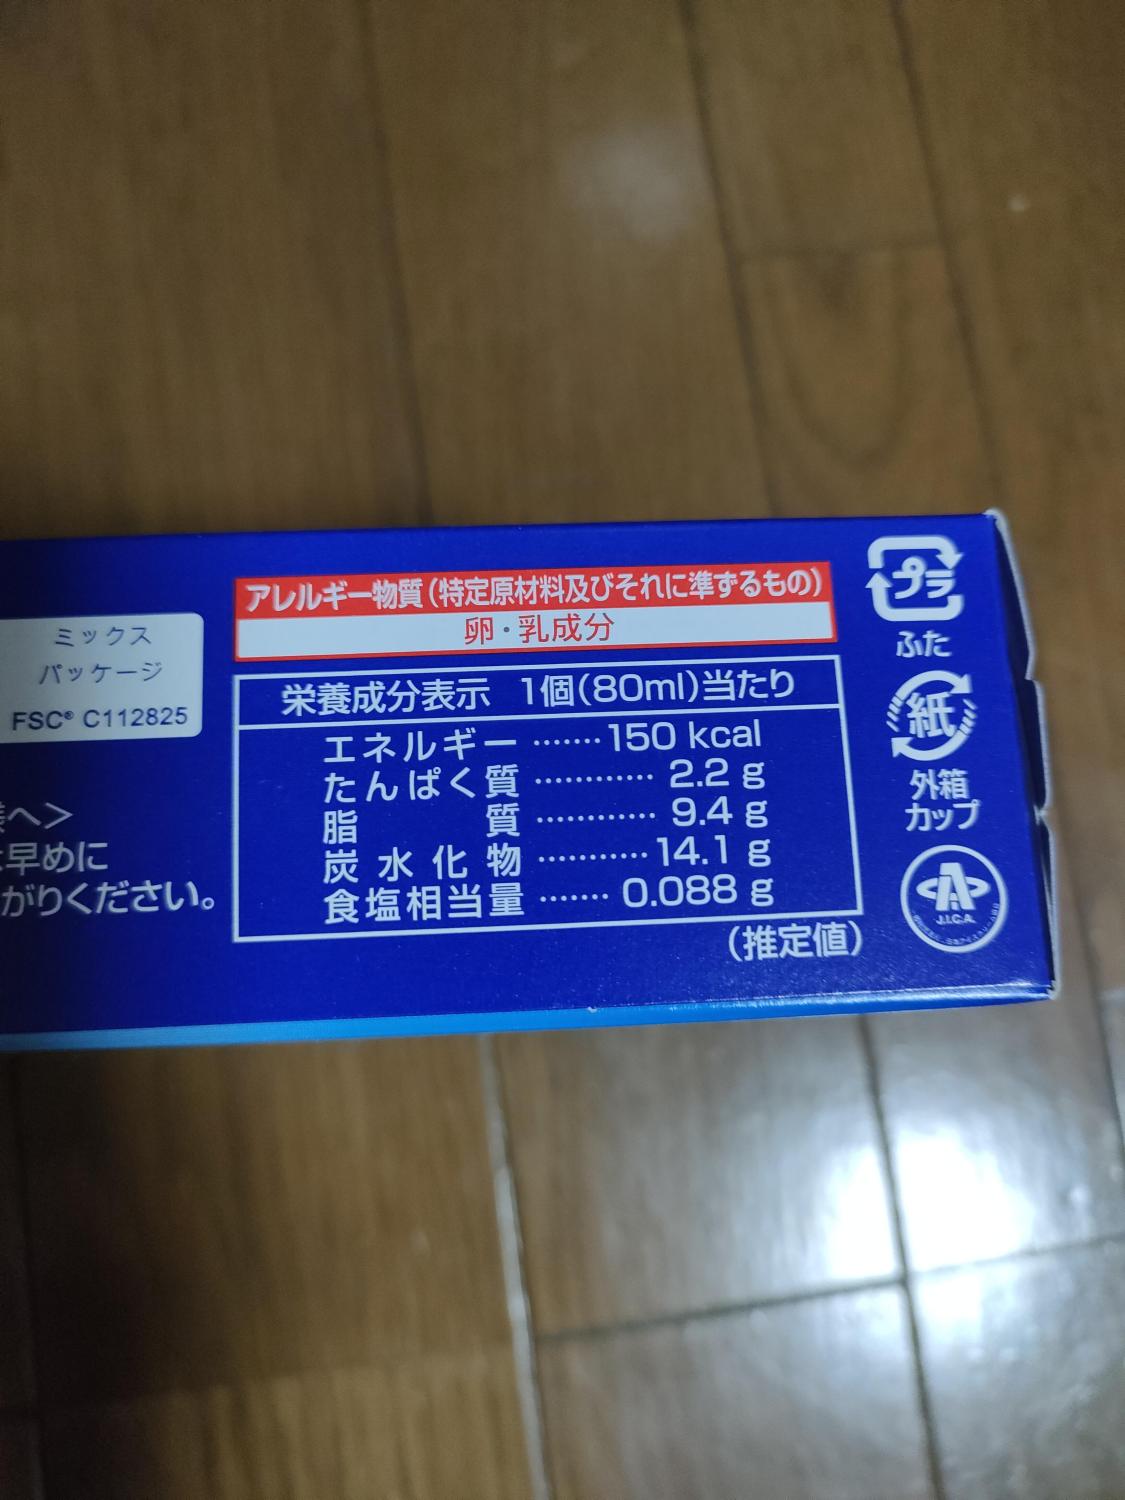 ミックス
パッケージ
FSC® C112825
へ>
早めに
がりください。
アレルギー物質(特定原材料及びそれに準ずるもの)
卵・乳成分
栄養成分表示 1個(80ml)当たり
エネルギー ・・・・・・・150 kcal
たんぱく質 ・・・・・・・・・・・・ 2.2 g
脂 質 ・・・・・・・・・・・・ 9.4 g
炭水化物 ・・・・・・・・・・・14.1 g
食塩相当量 ・・・・・・・ 0.088 g
(推定値)
プラ
ふた
紙
外箱
カップ
J.I.C.A.